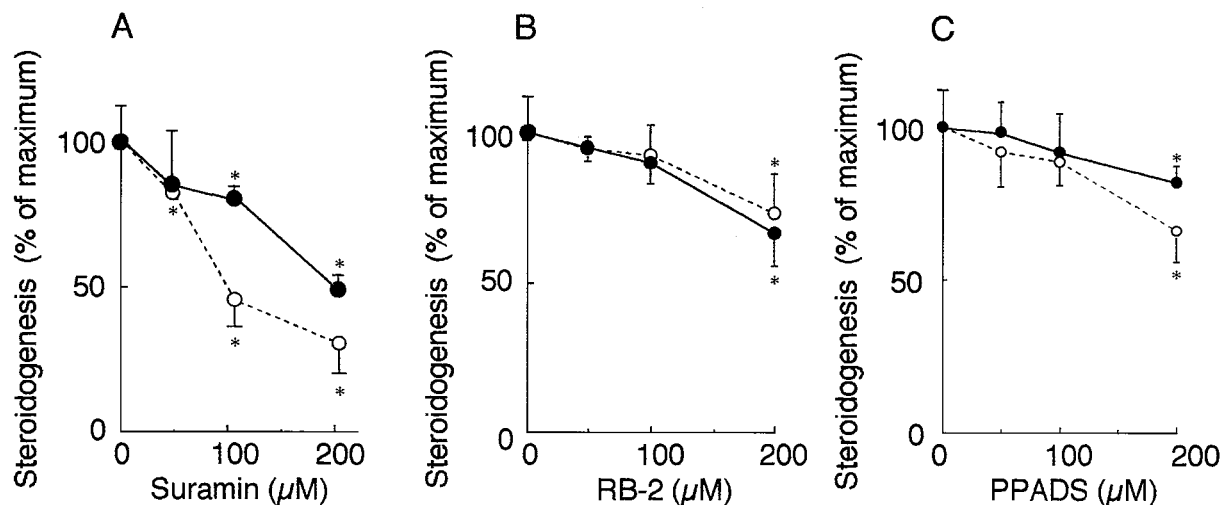 A
Steroidogenesis (% of maximum)
100
50
0
*
*
*
*
*
0 100 200
Suramin (µM)
B
Steroidogenesis (% of maximum)
100
50
0
*
*
0 100 200
RB-2 (µM)
C
Steroidogenesis (% of maximum)
100
50
0
*
*
0 100 200
PPADS (µM)